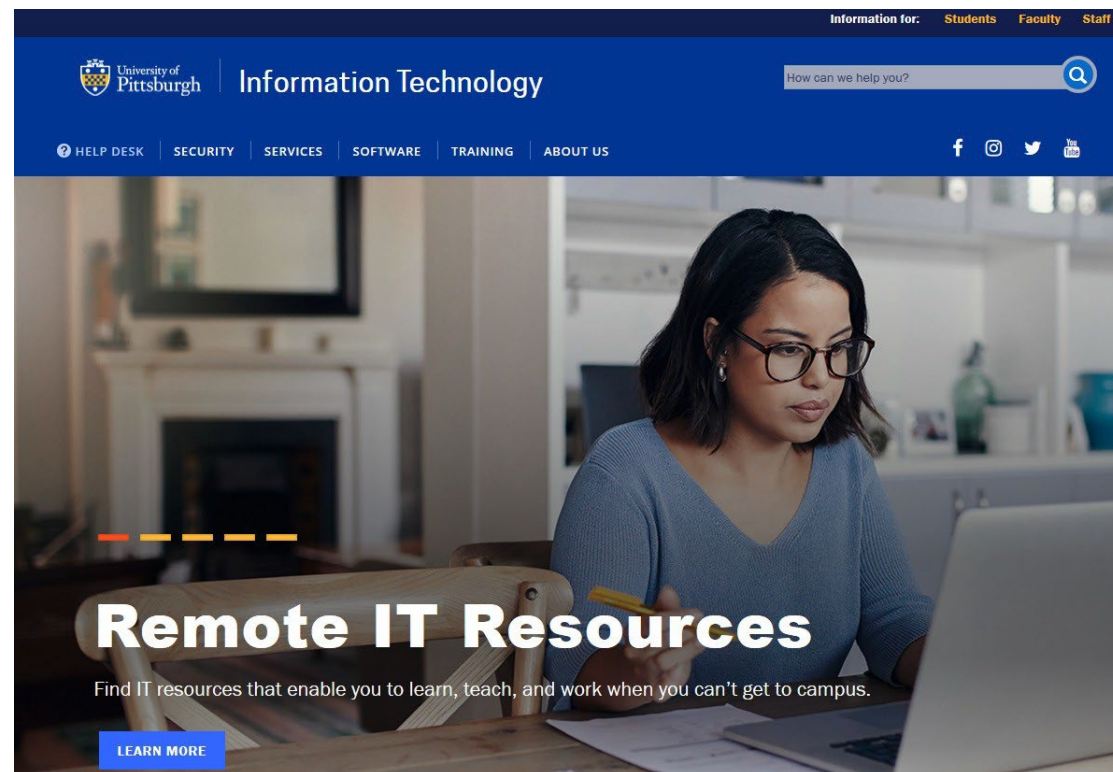 Information for: Students Faculty Staff
University of
Pittsburgh
Information Technology
How can we help you?
? HELP DESK SECURITY SERVICES SOFTWARE TRAINING ABOUT US
You
Tube
Remote IT Resources
Find IT resources that enable you to learn, teach, and work when you can’t get to campus.
LEARN MORE